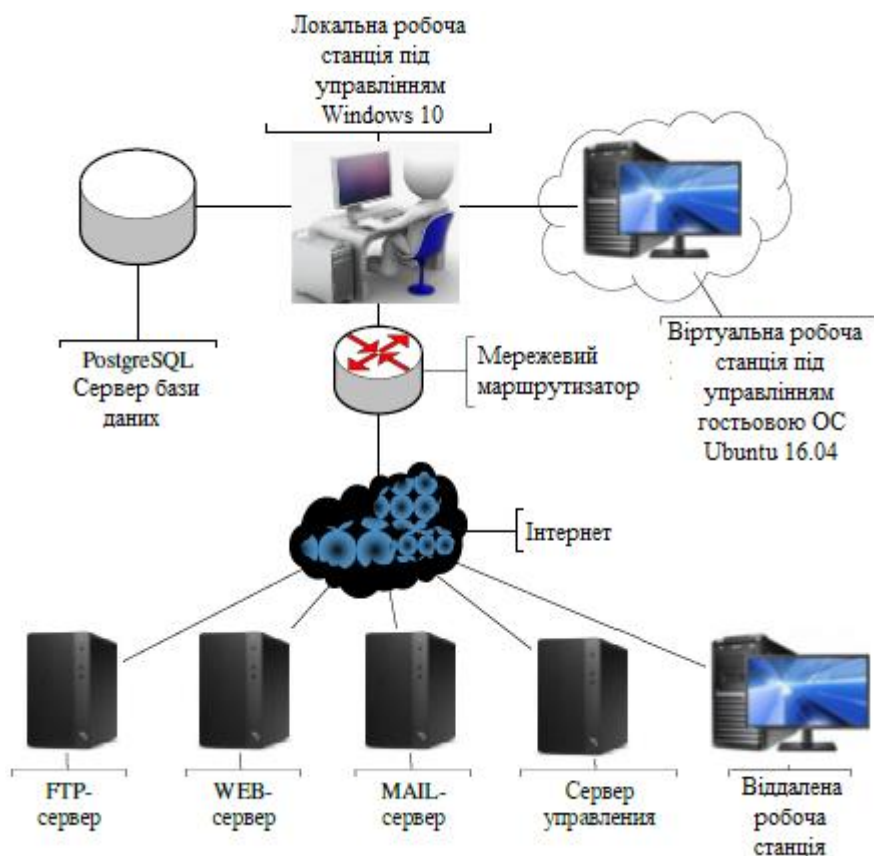 Локальна робоча
станція під
управлінням
Windows 10
PostgreSQL
Сервер бази
даних
Мережевий
маршрутизатор
Віртуальна робоча
: станція під
управлінням
гостьовою ОС
Ubuntu 16.04
Інтернет
FTP-
сервер
WEB-
сервер
MAIL-
сервер
Сервер
управления
Віддалена
робоча
станція